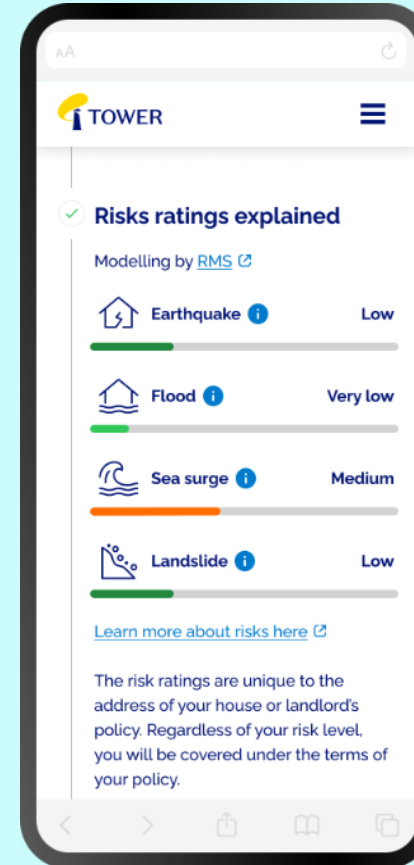 AA
TOWER
Risks ratings explained
Modelling by RMS
Earthquake i Low
Flood i Very low
Sea surge i Medium
Landslide i Low
Learn more about risks here
The risk ratings are unique to the
address of your house or landlord's
policy. Regardless of your risk level,
you will be covered under the terms of
your policy.